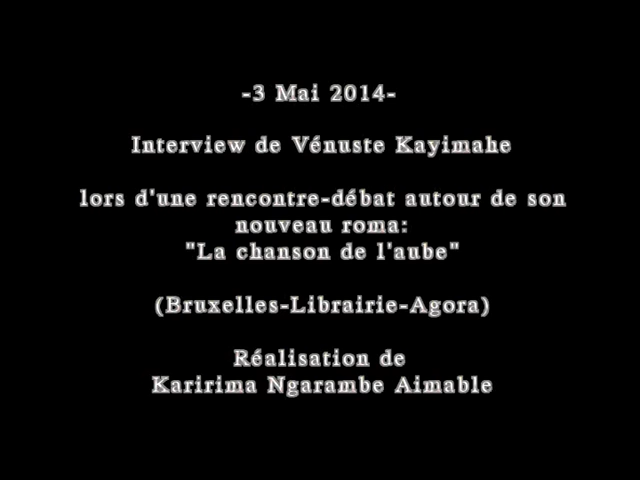 -3 Mai 2014-
Interview de Vénuste Kayimahe
lors d'une rencontre-débat autour de son
nouveau roma:
"La chanson de l'aube"
(Bruxelles-Librairie-Agora)
Réalisation de
Karirima Ngarambe Aimable